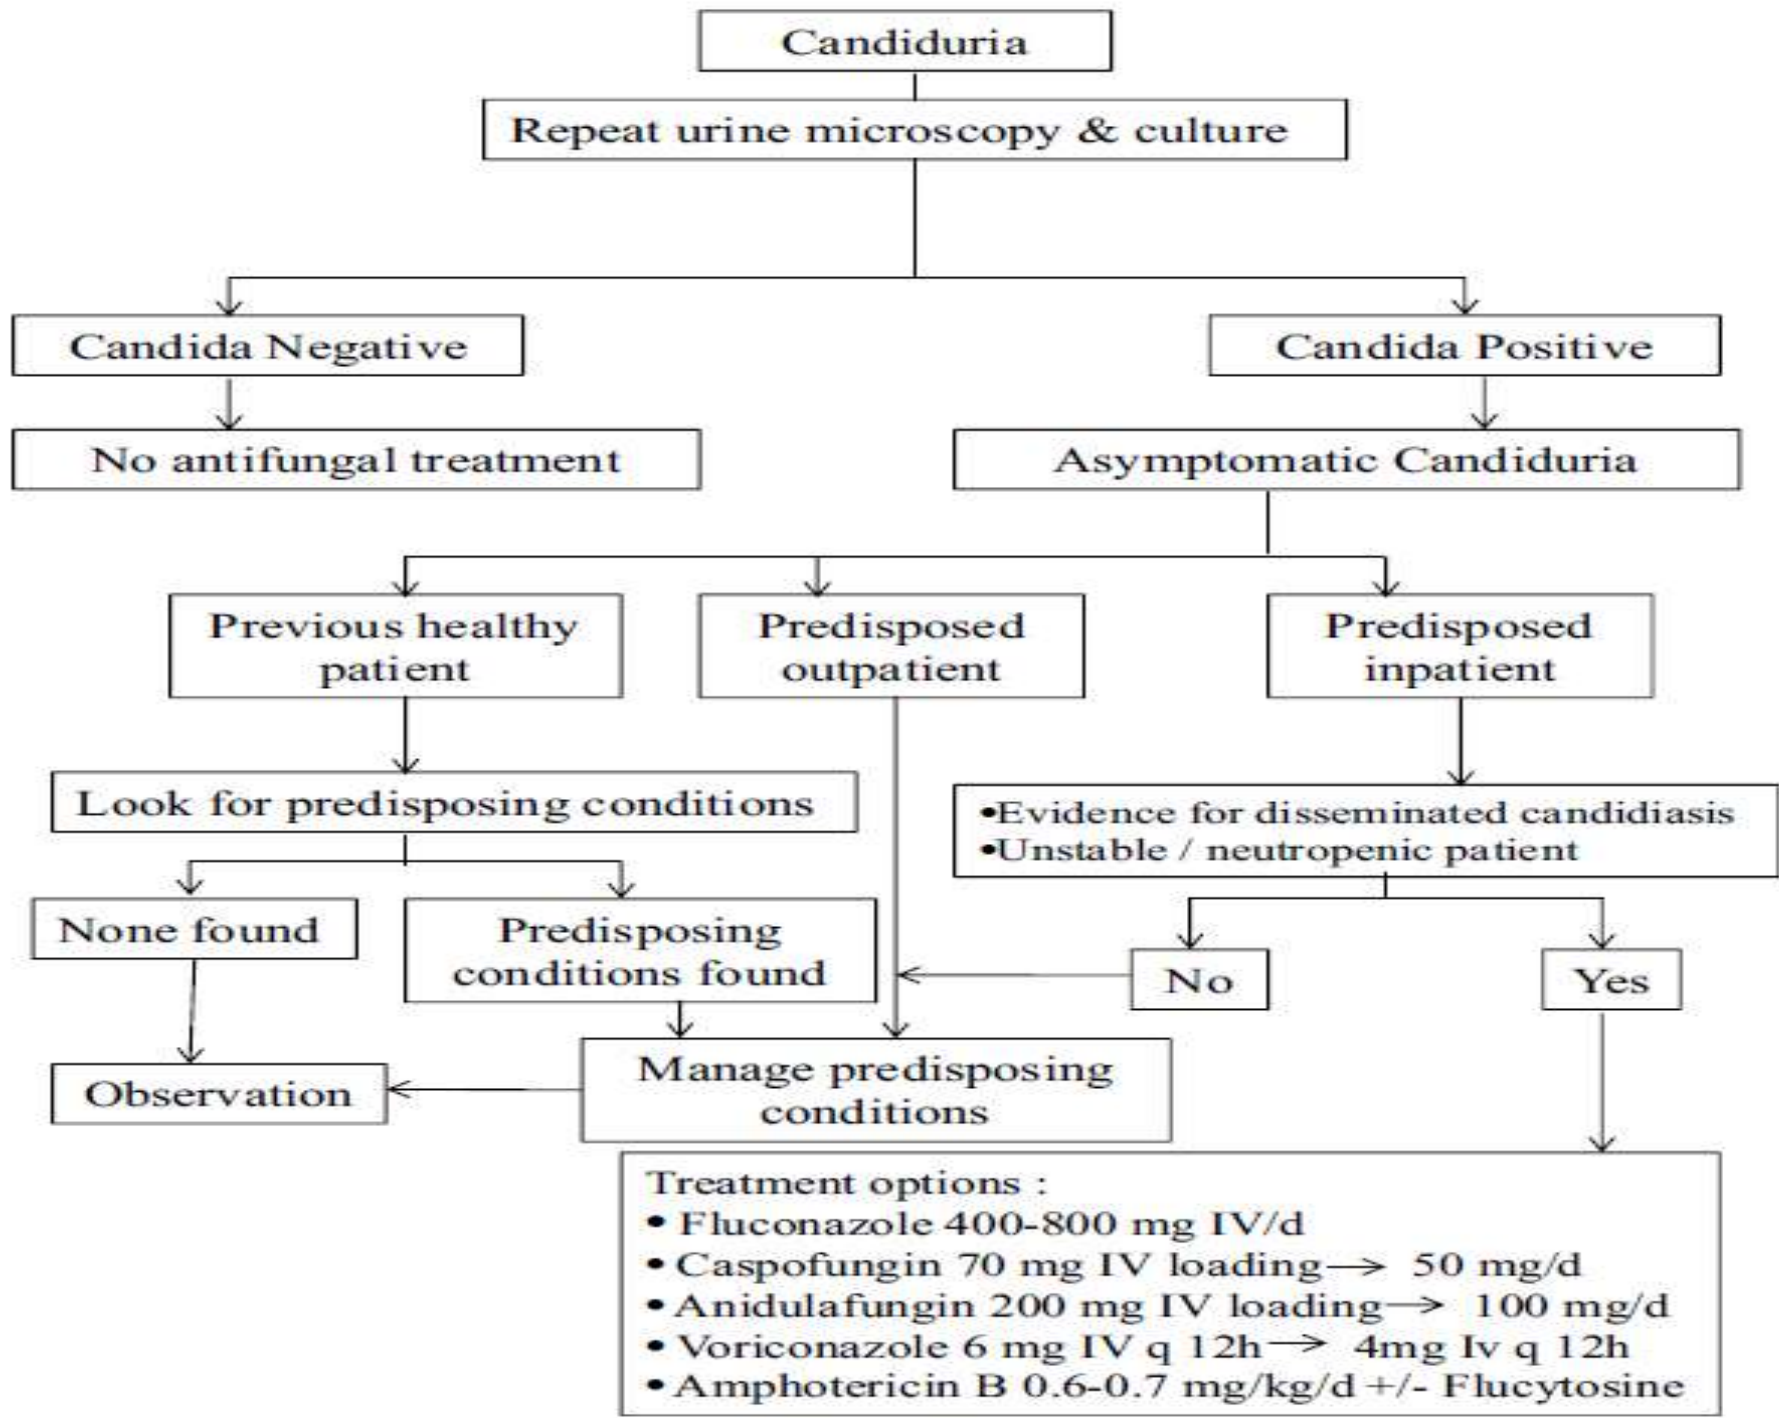 Candiduria
Repeat urine microscopy & culture
Candida Negative
Candida Positive
No antifungal treatment
Asymptomatic Candiduria
Previous healthy
patient
Predisposed
outpatient
Predisposed
inpatient
Look for predisposing conditions
•Evidence for disseminated candidiasis
•Unstable / neutropenic patient
None found
Predisposing
conditions found
No
Yes
Observation
Manage predisposing
conditions
Treatment options :
• Fluconazole 400-800 mg IV/d
• Caspofungin 70 mg IV loading→ 50 mg/d
• Anidulafungin 200 mg IV loading→ 100 mg/d
• Voriconazole 6 mg IV q 12h→ 4mg Iv q 12h
• Amphotericin B 0.6-0.7 mg/kg/d +/- Flucytosine